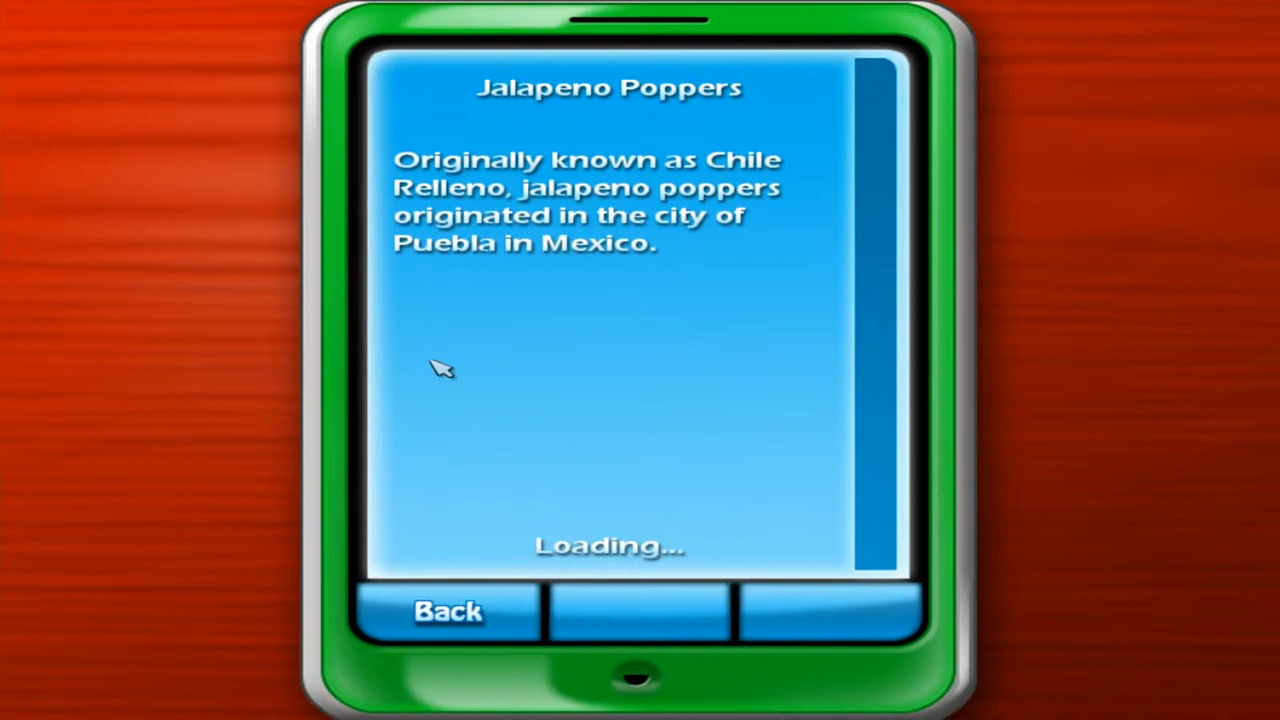 Jalapeno Poppers
Originally known as Chile
Relleno, jalapeno poppers
originated in the city of
Puebla in Mexico.
Loading...
Back